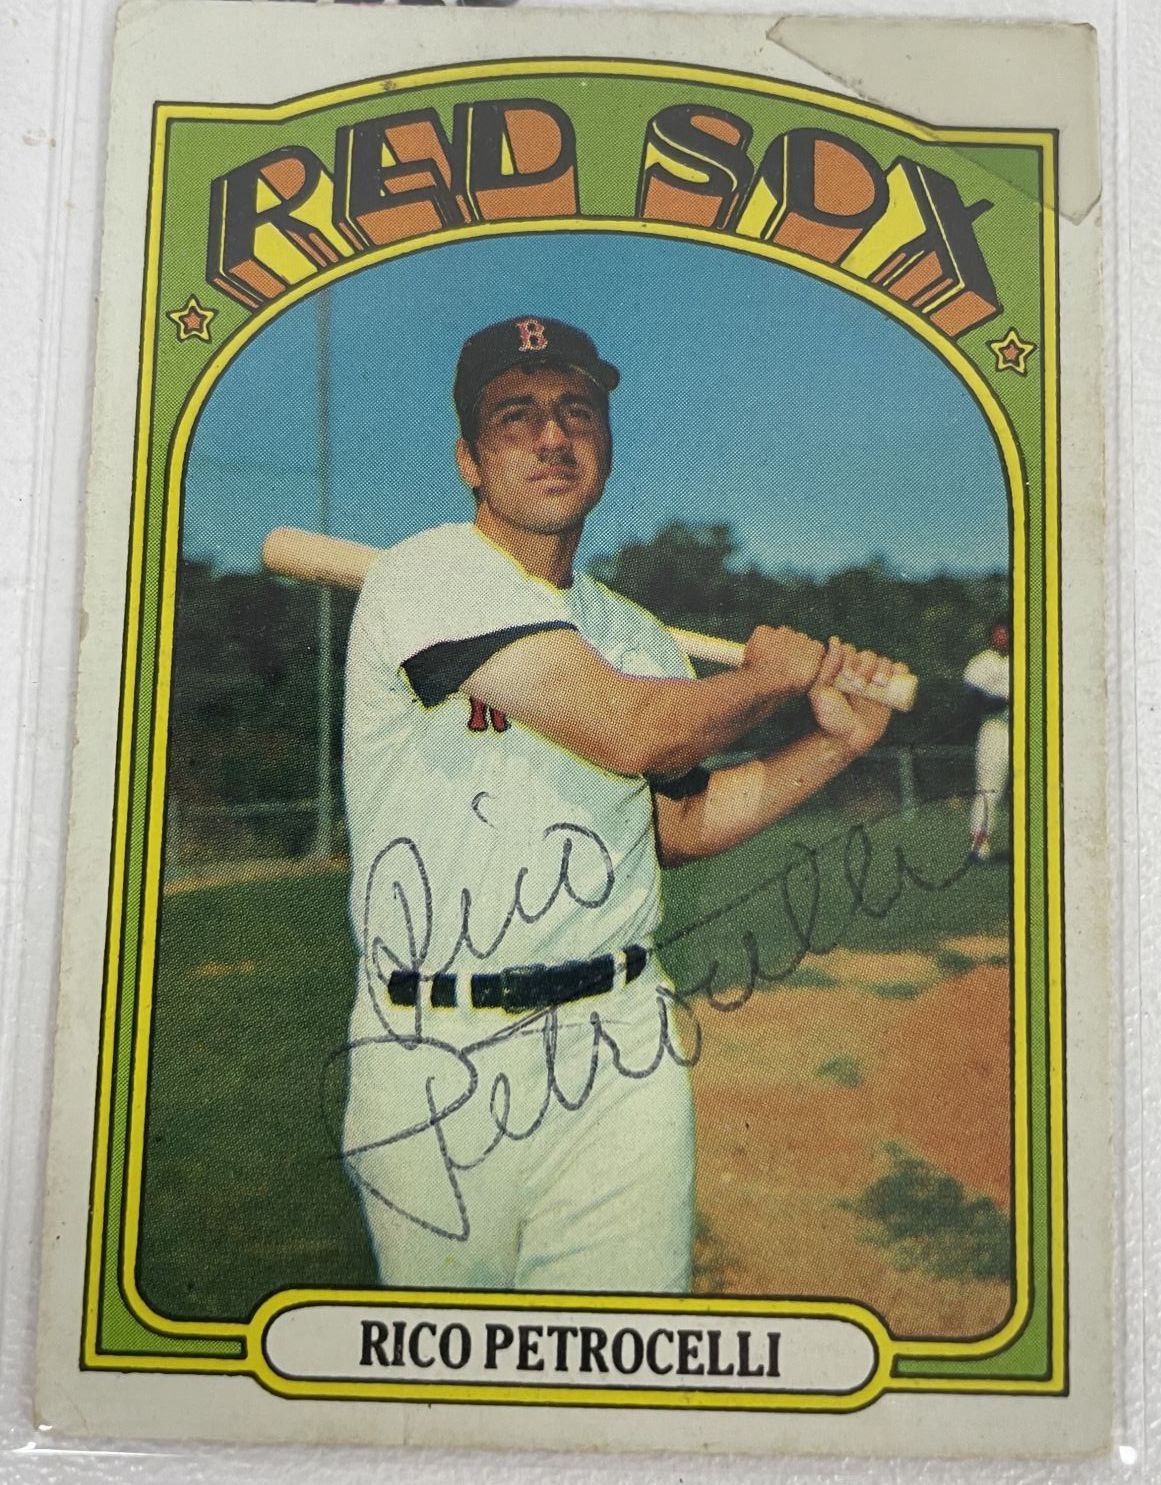 RED SOX
B
R
Rico
Petrocelli
RICO PETROCELLI